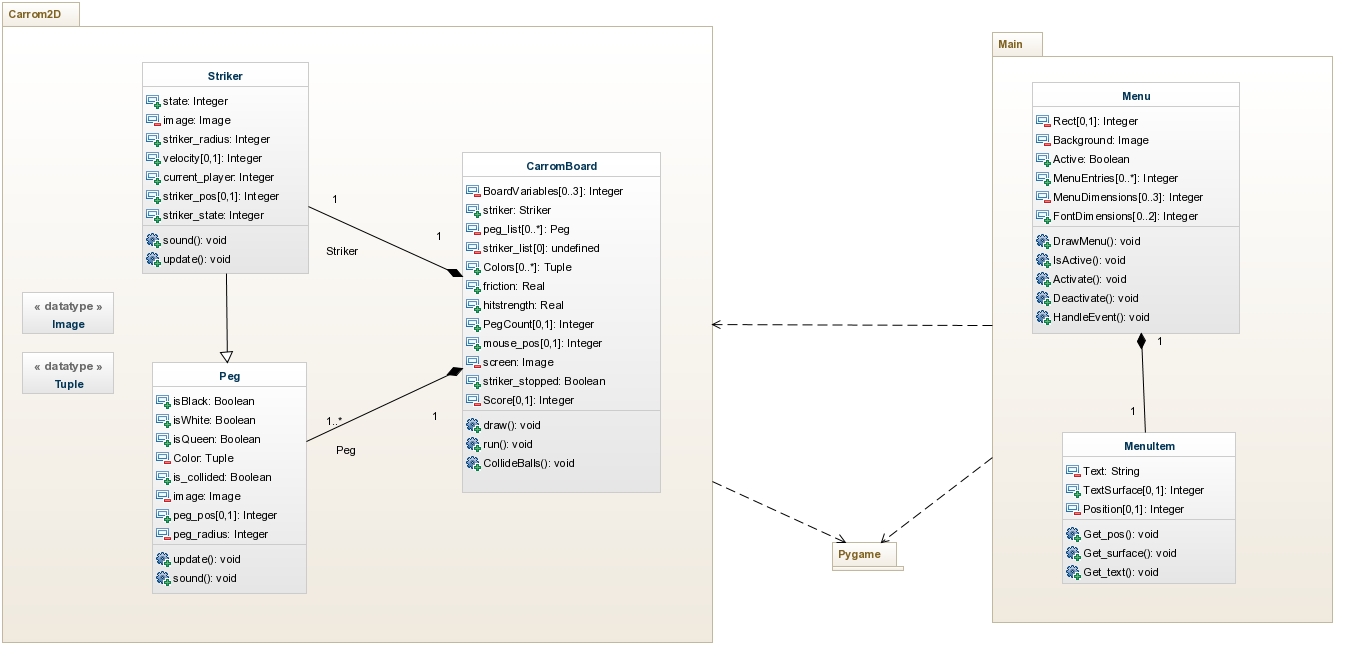 Carrom2D
Striker
state: Integer
image: Image
striker_radius: Integer
velocity[0,1]: Integer
current_player: Integer
striker_pos[0,1]: Integer
striker_state: Integer
sound(): void
update(): void
« datatype »
Image
« datatype »
Tuple
Peg
isBlack: Boolean
isWhite: Boolean
isQueen: Boolean
Color: Tuple
is_collided: Boolean
image: Image
peg_pos[0,1]: Integer
peg_radius: Integer
update(): void
sound(): void
1
1
Striker
1..*
1
Peg
CarromBoard
BoardVariables[0..3]: Integer
striker: Striker
peg_list[0..*]: Peg
striker_list[0]: undefined
Colors[0..*]: Tuple
friction: Real
hitstrength: Real
PegCount[0,1]: Integer
mouse_pos[0,1]: Integer
screen: Image
striker_stopped: Boolean
Score[0,1]: Integer
draw(): void
run(): void
CollideBalls(): void
Pygame
Main
Menu
Rect[0,1]: Integer
Background: Image
Active: Boolean
MenuEntries[0..*]: Integer
MenuDimensions[0..3]: Integer
FontDimensions[0..2]: Integer
DrawMenu(): void
IsActive(): void
Activate(): void
Deactivate(): void
HandleEvent(): void
1
1
MenuItem
Text: String
TextSurface[0,1]: Integer
Position[0,1]: Integer
Get_pos(): void
Get_surface(): void
Get_text(): void